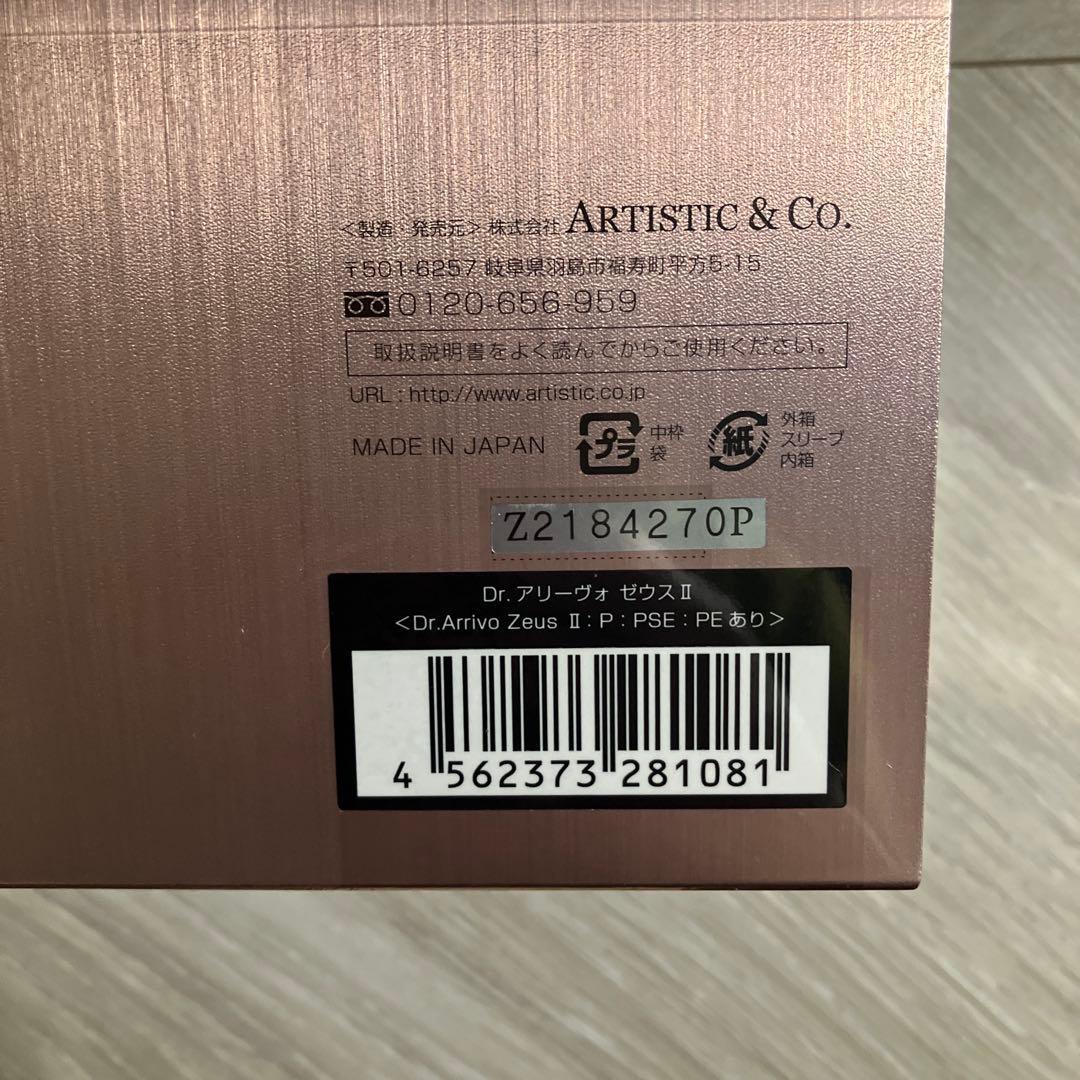 <製造 発売元> 株式会社 ARTISTIC & CO.
〒501-6257 岐阜県羽島市福寿町平方5-15
0120-656-959
取扱説明書をよく読んでからご使用ください。
URL : http://www.artistic.co.jp
MADE IN JAPAN プラ 中枠 袋 紙 外箱 スリーブ 内箱
Z2184270P
Dr.アリーヴォ ゼウスⅡ
<Dr.Arrivo Zeus Ⅱ:P:PSE:PEあり>
4 562373 281081